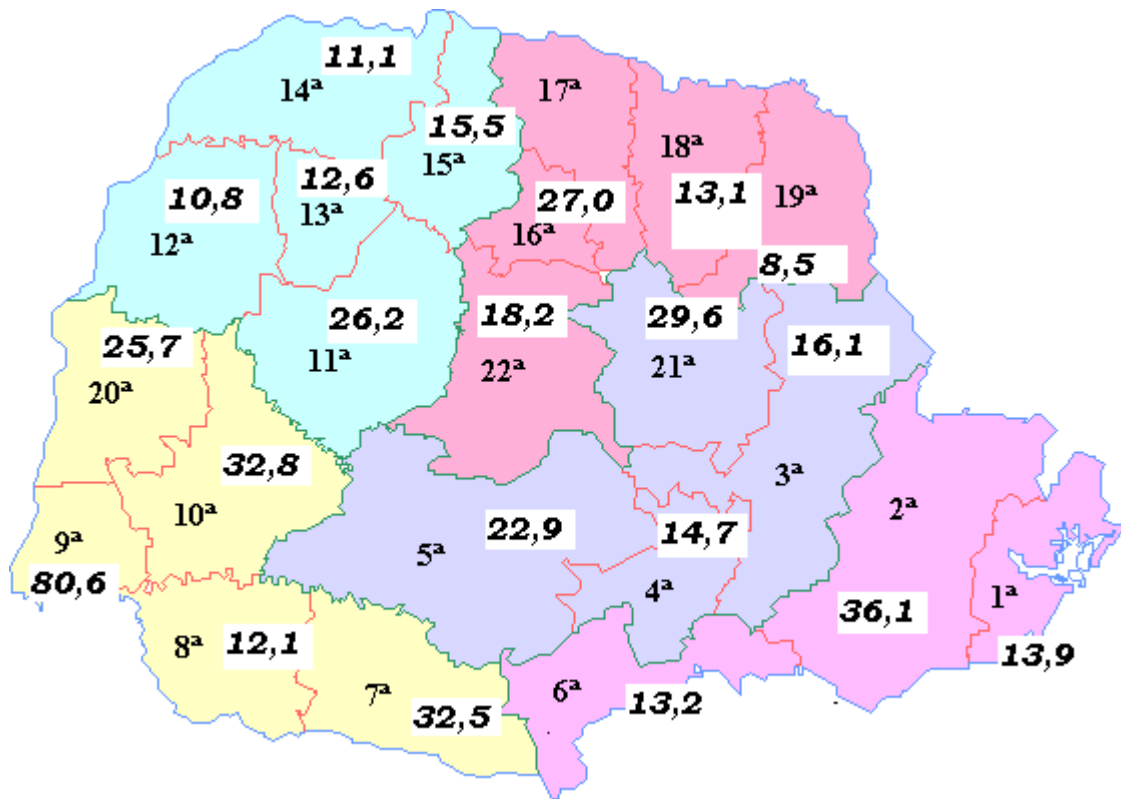 11,1
14ª
17ª
15,5
15ª
18ª
12,6
13ª
10,8
12ª
27,0
16ª
13,1
19ª
8,5
26,2
11ª
18,2
22ª
29,6
21ª
16,1
25,7
20ª
32,8
10ª
3ª
2ª
9ª
80,6
22,9
5ª
14,7
4ª
1ª
36,1
13,9
8ª
12,1
7ª
32,5
6ª
13,2